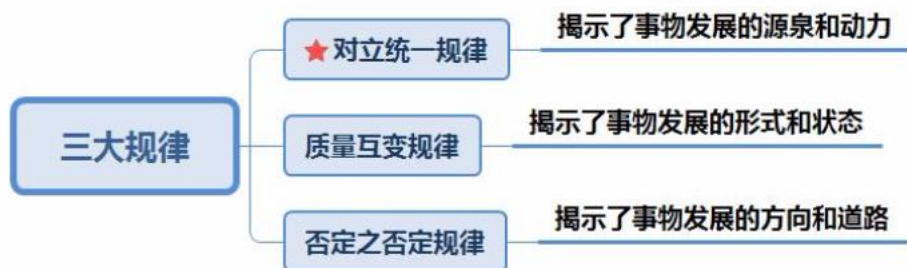 三大规律
★对立统一规律
揭示了事物发展的源泉和动力
质量互变规律
揭示了事物发展的形式和状态
否定之否定规律
揭示了事物发展的方向和道路